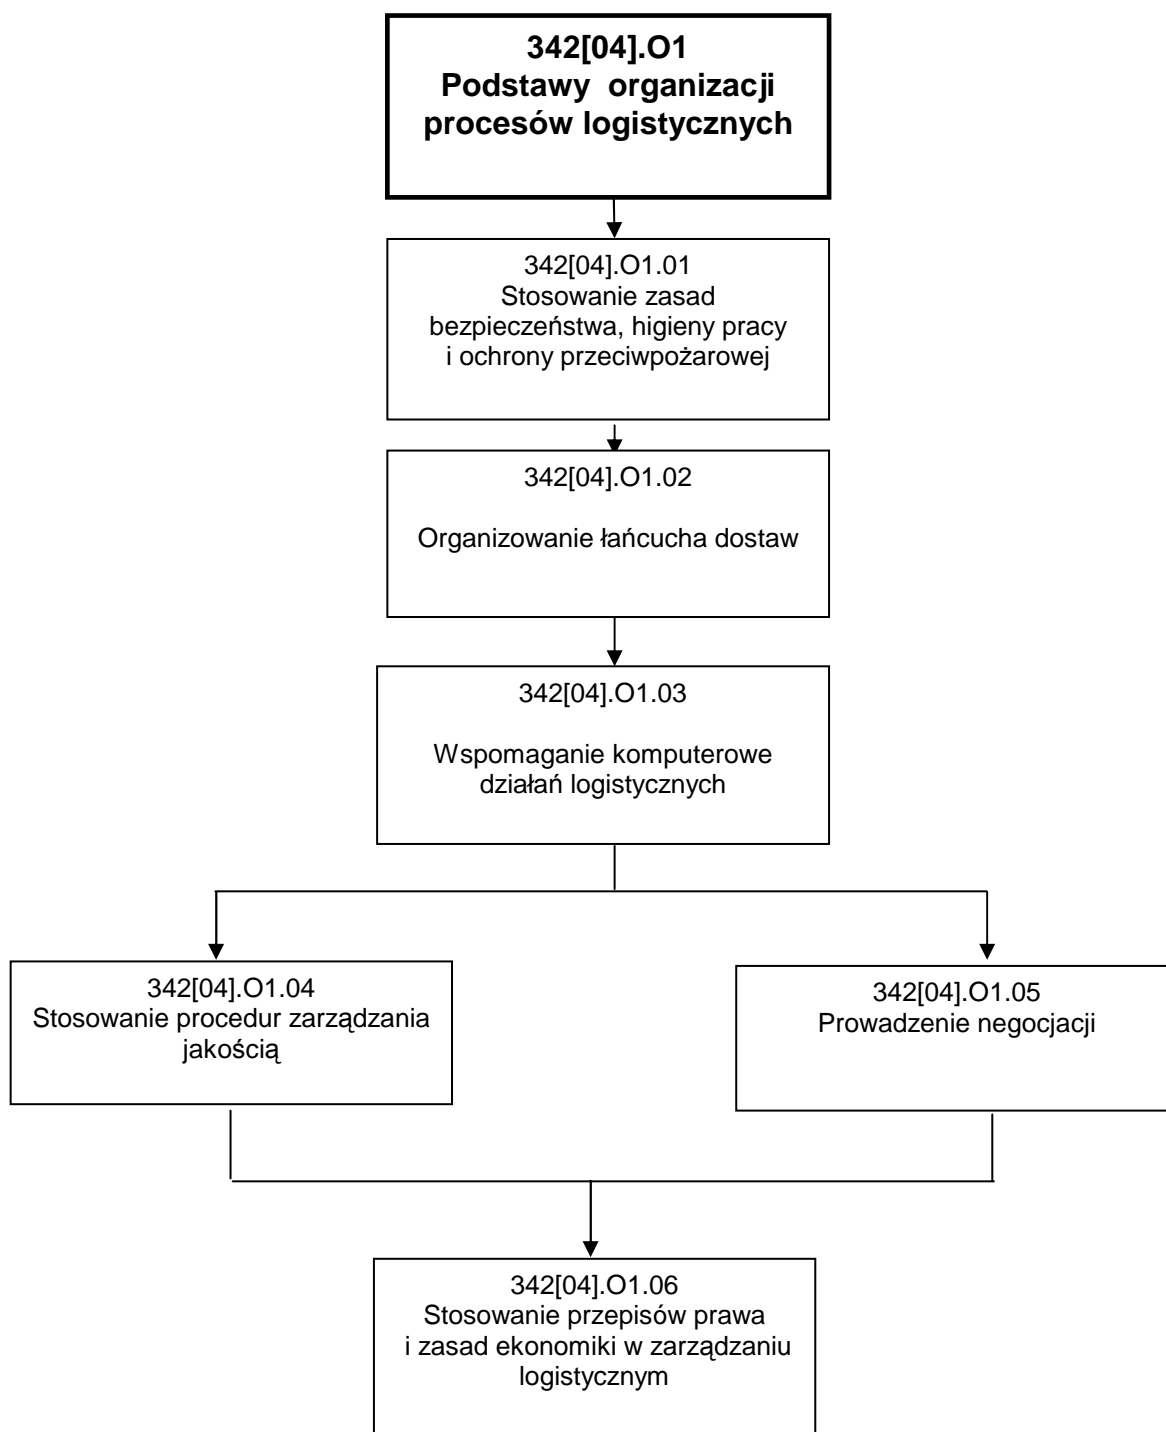 342[04].O1
Podstawy organizacji
procesów logistycznych
342[04].O1.01
Stosowanie zasad
bezpieczeństwa, higieny pracy
i ochrony przeciwpożarowej
342[04].O1.02
Organizowanie łańcucha dostaw
342[04].O1.03
Wspomaganie komputerowe
działań logistycznych
342[04].O1.04
Stosowanie procedur zarządzania
jakością
342[04].O1.05
Prowadzenie negocjacji
342[04].O1.06
Stosowanie przepisów prawa
i zasad ekonomiki w zarządzaniu
logistycznym